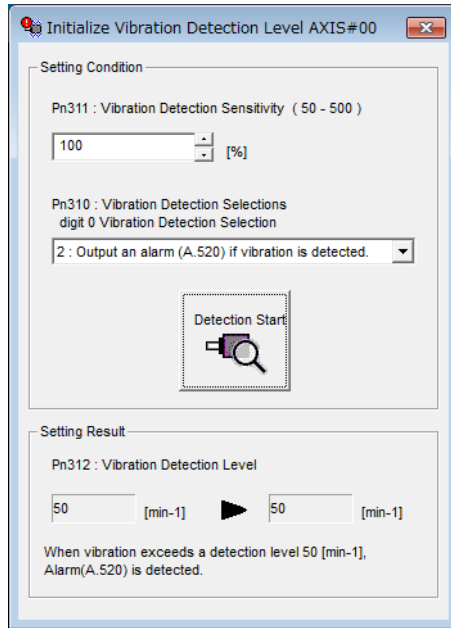 Initialize Vibration Detection Level AXIS#00
Setting Condition
Pn311 : Vibration Detection Sensitivity ( 50 - 500 )
100
[%]
Pn310 : Vibration Detection Selections
digit 0 Vibration Detection Selection
2 : Output an alarm (A.520) if vibration is detected.
Detection Start
Setting Result
Pn312 : Vibration Detection Level
50 [min-1] 50 [min-1]
When vibration exceeds a detection level 50 [min-1],
Alarm(A.520) is detected.